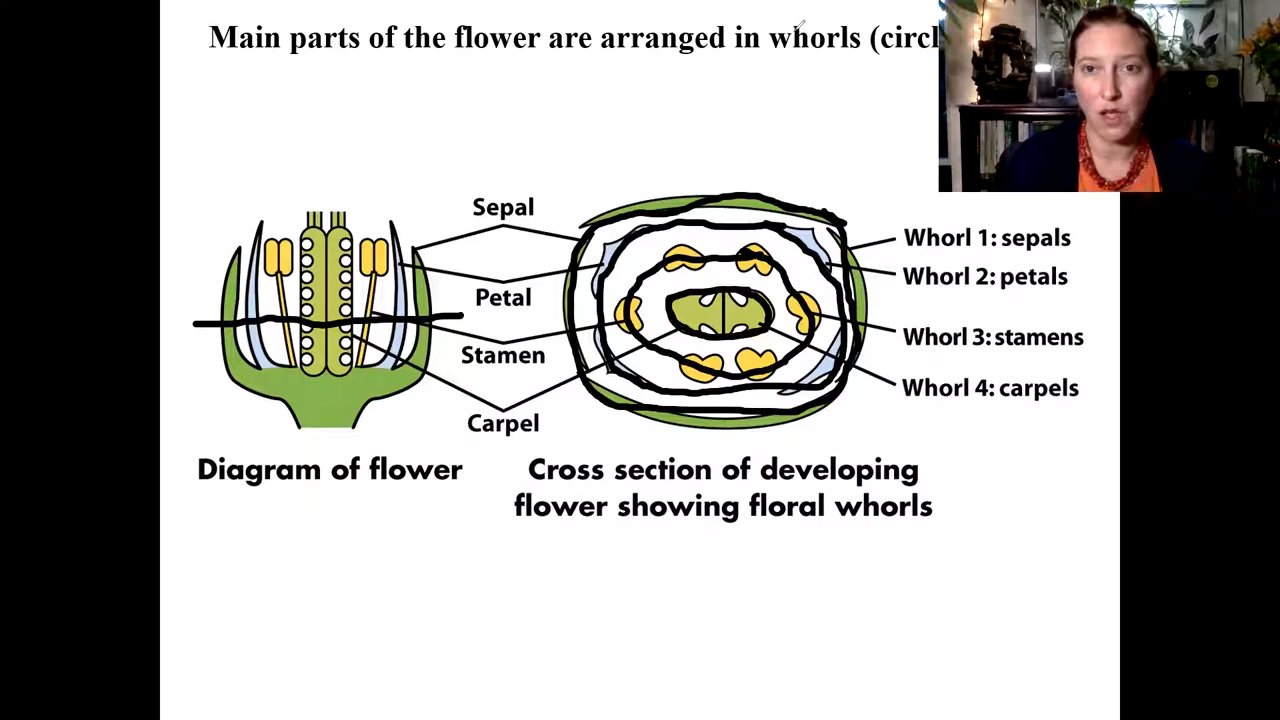 Main parts of the flower are arranged in whorls (circl
Sepal
Petal
Stamen
Carpel
Whorl 1: sepals
Whorl 2: petals
Whorl 3: stamens
Whorl 4: carpels
Diagram of flower
Cross section of developing
flower showing floral whorls